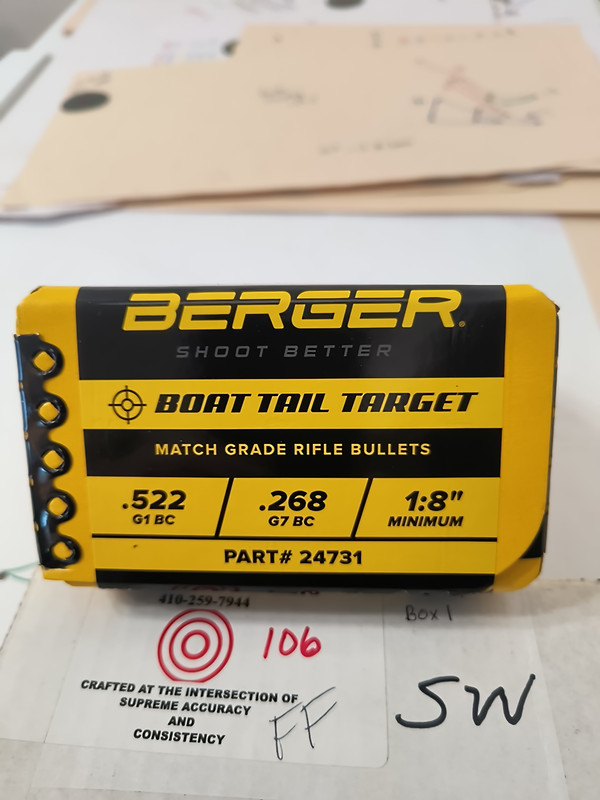 BERGER®
SHOOT BETTER
BOAT TAIL TARGET
MATCH GRADE RIFLE BULLETS
.522 .268 1:8"
G1 BC G7 BC MINIMUM
PART# 24731
410-259-7944
Box 1
106
CRAFTED AT THE INTERSECTION OF
SUPREME ACCURACY
AND
CONSISTENCY
FF
SW